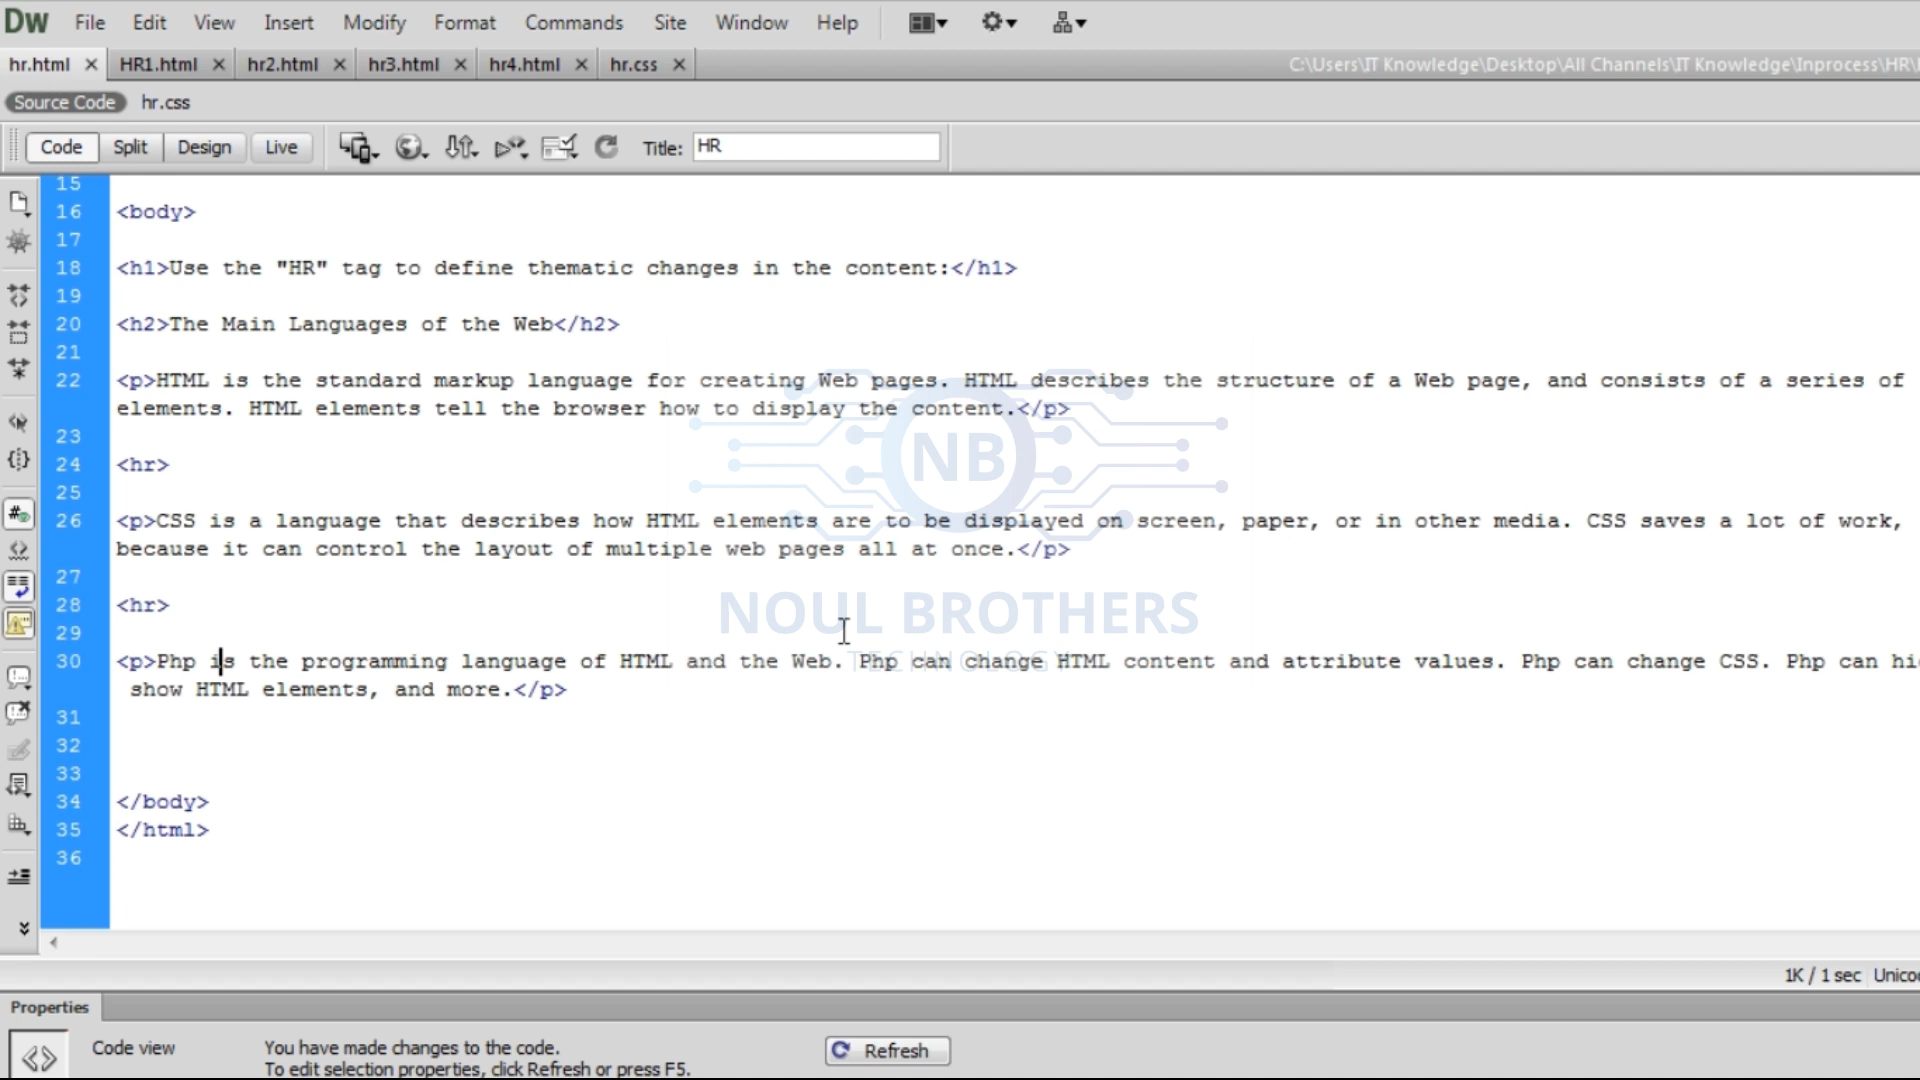 Dw File Edit View Insert Modify Format Commands Site Window Help
hr.html HR1.html hr2.html hr3.html hr4.html hr.css C:\Users\IT Knowledge\Desktop\All Channels\IT Knowledge\Inprocess\HR\
Source Code hr.css
Code Split Design Live Title: HR
15
16 <body>
17
18 <h1>Use the "HR" tag to define thematic changes in the content:</h1>
19
20 <h2>The Main Languages of the Web</h2>
21
22 <p>HTML is the standard markup language for creating Web pages. HTML describes the structure of a Web page, and consists of a series of
elements. HTML elements tell the browser how to display the content.</p>
23
24 <hr>
25
26 <p>CSS is a language that describes how HTML elements are to be displayed on screen, paper, or in other media. CSS saves a lot of work,
because it can control the layout of multiple web pages all at once.</p>
27
28 <hr>
29
30 <p>Php is the programming language of HTML and the Web. Php can change HTML content and attribute values. Php can change CSS. Php can
show HTML elements, and more.</p>
31
32
33
34 </body>
35 </html>
36
NB
NOUL BROTHERS
TECHNOLOGY
1K / 1 sec
Properties
Code view You have made changes to the code. Refresh
To edit selection properties, click Refresh or press F5.